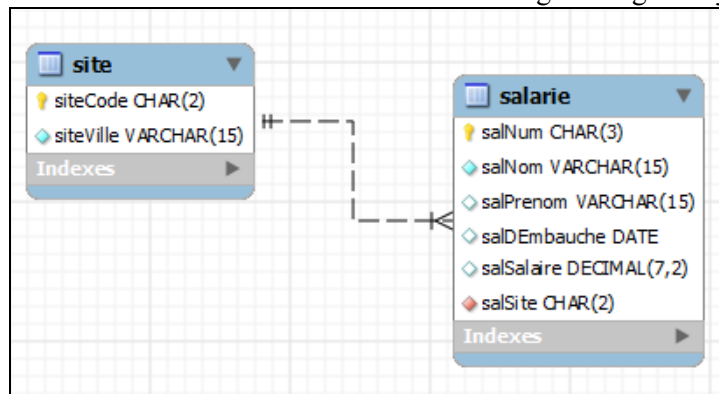 site
siteCode CHAR(2)
siteVille VARCHAR(15)
Indexes
salarie
salNum CHAR(3)
salNom VARCHAR(15)
salPrenom VARCHAR(15)
salDEmbauche DATE
salSalaire DECIMAL(7,2)
salSite CHAR(2)
Indexes